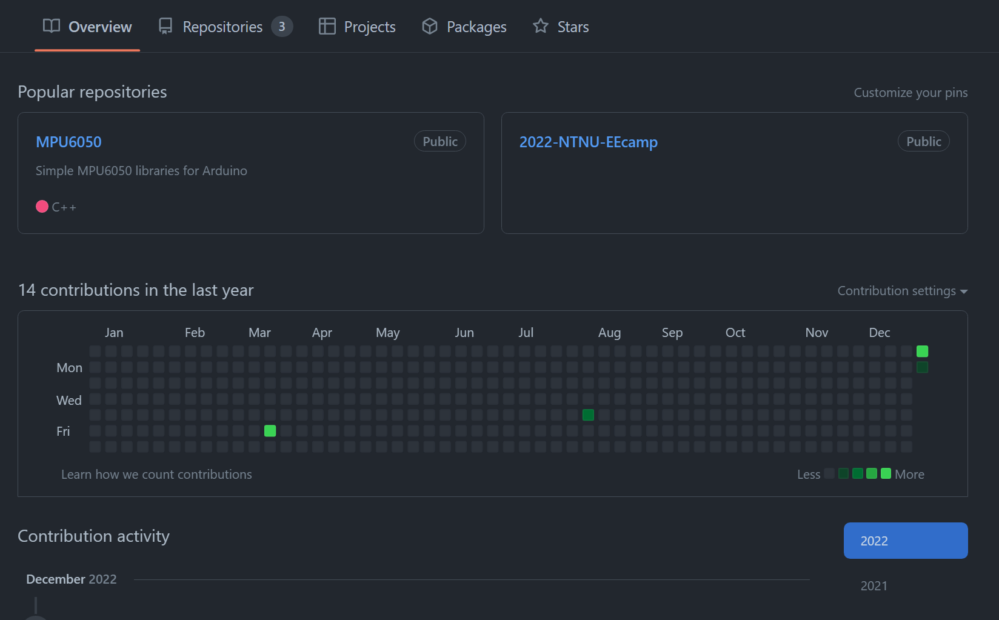 Overview Repositories 3 Projects Packages Stars
Popular repositories Customize your pins
MPU6050 Public
Simple MPU6050 libraries for Arduino
C++
2022-NTNU-EEcamp Public
14 contributions in the last year Contribution settings
Jan Feb Mar Apr May Jun Jul Aug Sep Oct Nov Dec
Mon
Wed
Fri
Learn how we count contributions Less More
Contribution activity
2022
December 2022
2021